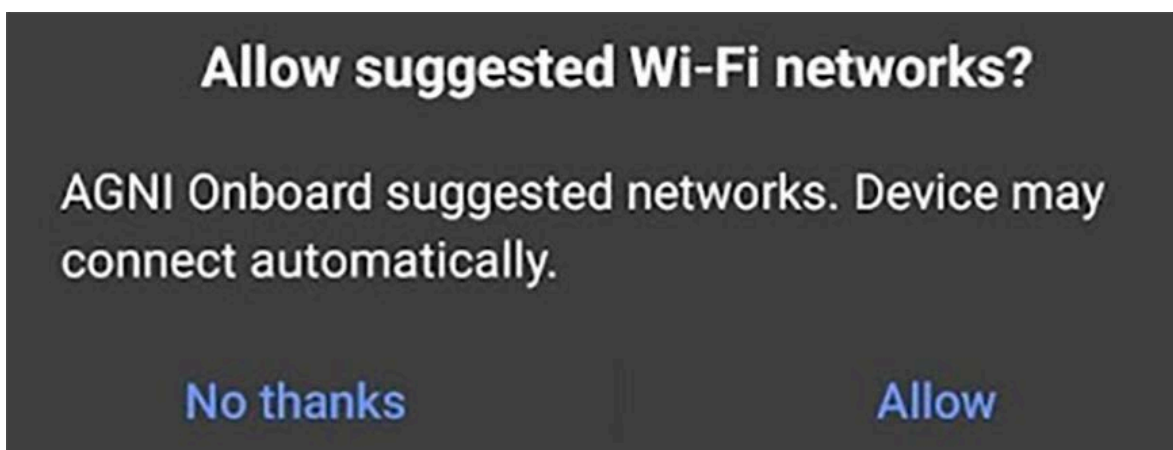 Allow suggested Wi-Fi networks?
AGNI Onboard suggested networks. Device may
connect automatically.
No thanks
Allow